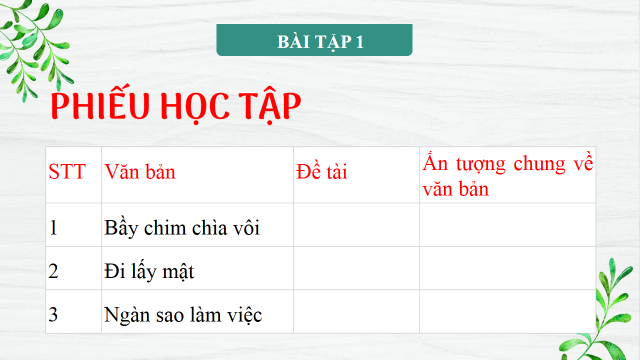 BÀI TẬP 1
PHIẾU HỌC TẬP
STT Văn bản Đề tài Ấn tượng chung về
văn bản
1 Bầy chim chìa vôi
2 Đi lấy mật
3 Ngàn sao làm việc